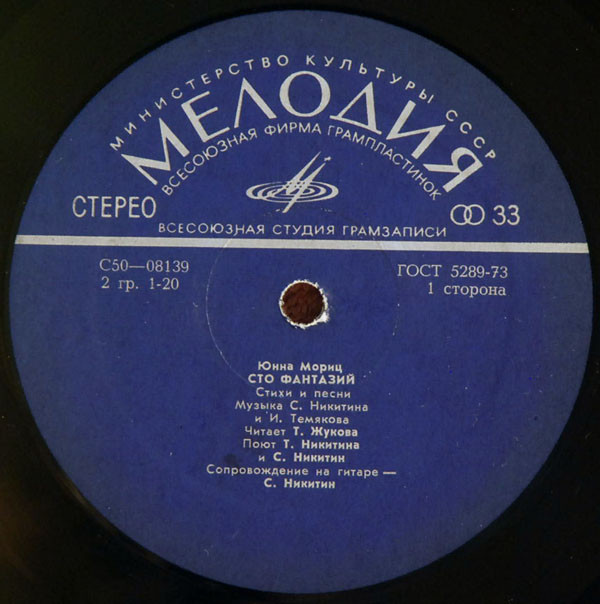 МИНИСТЕРСТВО КУЛЬТУРЫ СССР
МЕЛОДИЯ
ВСЕСОЮЗНАЯ ФИРМА ГРАМПЛАСТИНОК
СТЕРЕО
33
ВСЕСОЮЗНАЯ СТУДИЯ ГРАМЗАПИСИ
С50—08139
ГОСТ 5289-73
2 гр. 1-20
1 сторона
Юнна Мориц
СТО ФАНТАЗИЙ
Стихи и песни
Музыка С. Никитина
и И. Темякова
Читает Т. Жукова
Поют Т. Никитина
и С. Никитин
Сопровождение на гитаре —
С. Никитин